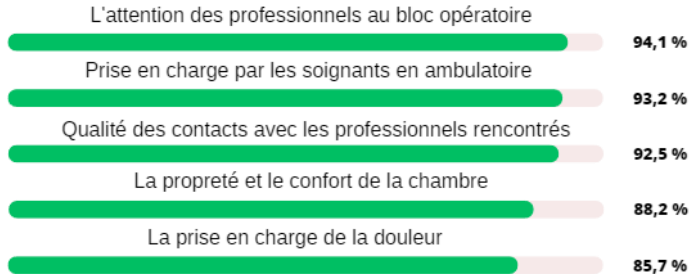 L'attention des professionnels au bloc opératoire
94,1 %
Prise en charge par les soignants en ambulatoire
93,2 %
Qualité des contacts avec les professionnels rencontrés
92,5 %
La propreté et le confort de la chambre
88,2 %
La prise en charge de la douleur
85,7 %